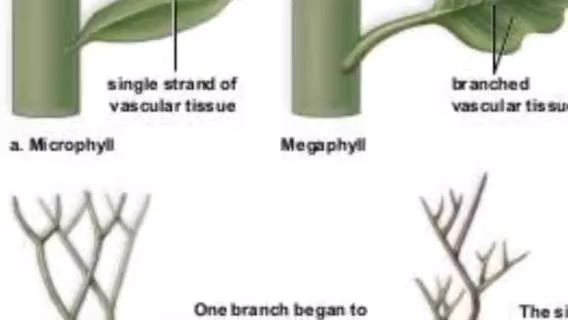 single strand of
vascular tissue
branched
vascular tissu
a. Microphyll
Megaphyll
One branch began to
The si